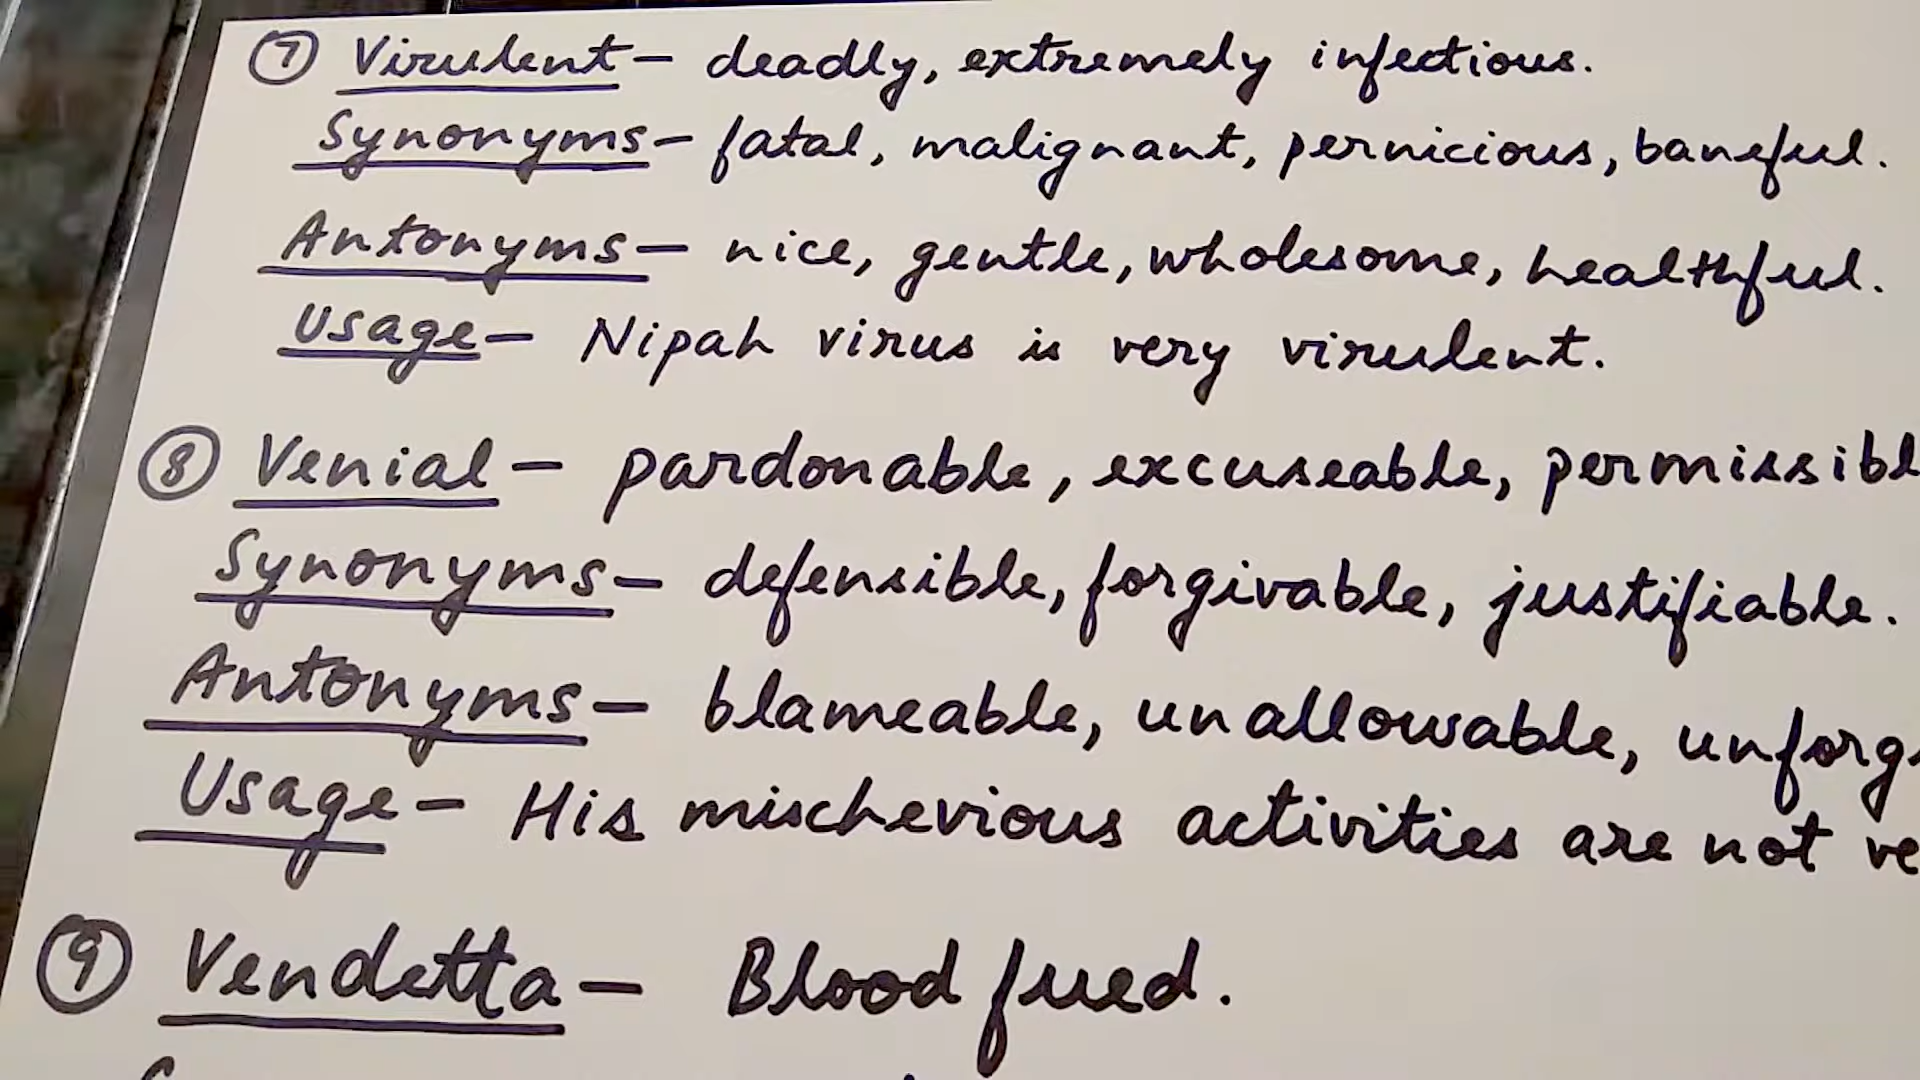 7 Virulent - deadly, extremely infectious.
Synonyms - fatal, malignant, pernicious, baneful.
Antonyms - nice, gentle, wholesome, healthful.
Usage - Nipah virus is very virulent.
8 Venial - pardonable, excuseable, permissibl
Synonyms - defensible, forgivable, justifiable.
Antonyms - blameable, unallowable, unforg
Usage - His mischevious activities are not ve
9 Vendetta - Blood fued.